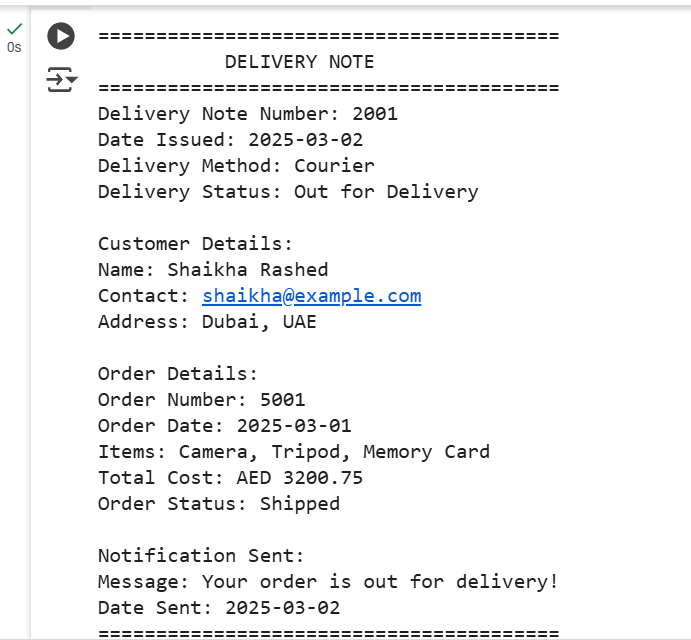 0s
========================================
DELIVERY NOTE
========================================
Delivery Note Number: 2001
Date Issued: 2025-03-02
Delivery Method: Courier
Delivery Status: Out for Delivery

Customer Details:
Name: Shaikha Rashed
Contact: shaikha@example.com
Address: Dubai, UAE

Order Details:
Order Number: 5001
Order Date: 2025-03-01
Items: Camera, Tripod, Memory Card
Total Cost: AED 3200.75
Order Status: Shipped

Notification Sent:
Message: Your order is out for delivery!
Date Sent: 2025-03-02
========================================